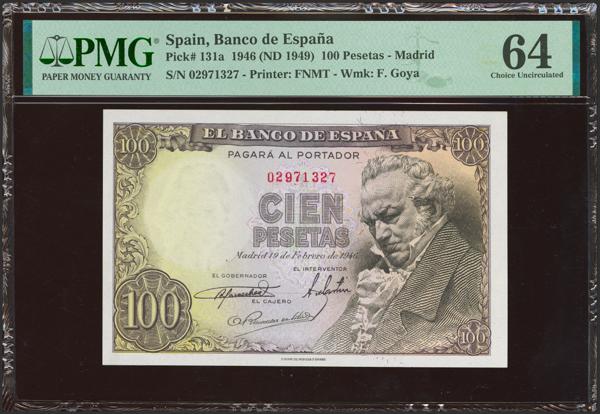 PMG
PAPER MONEY GUARANTY
Spain, Banco de España
Pick# 131a 1946 (ND 1949) 100 Pesetas - Madrid
S/N 02971327 - Printer: FNMT - Wmk: F. Goya
64
Choice Uncirculated
100
EL BANCO DE ESPAÑA
100
PAGARÁ AL PORTADOR
02971327
CIEN
PESETAS
Madrid 19 de Febrero de 1946
EL GOBERNADOR
EL INTERVENTOR
EL CAJERO
100
100